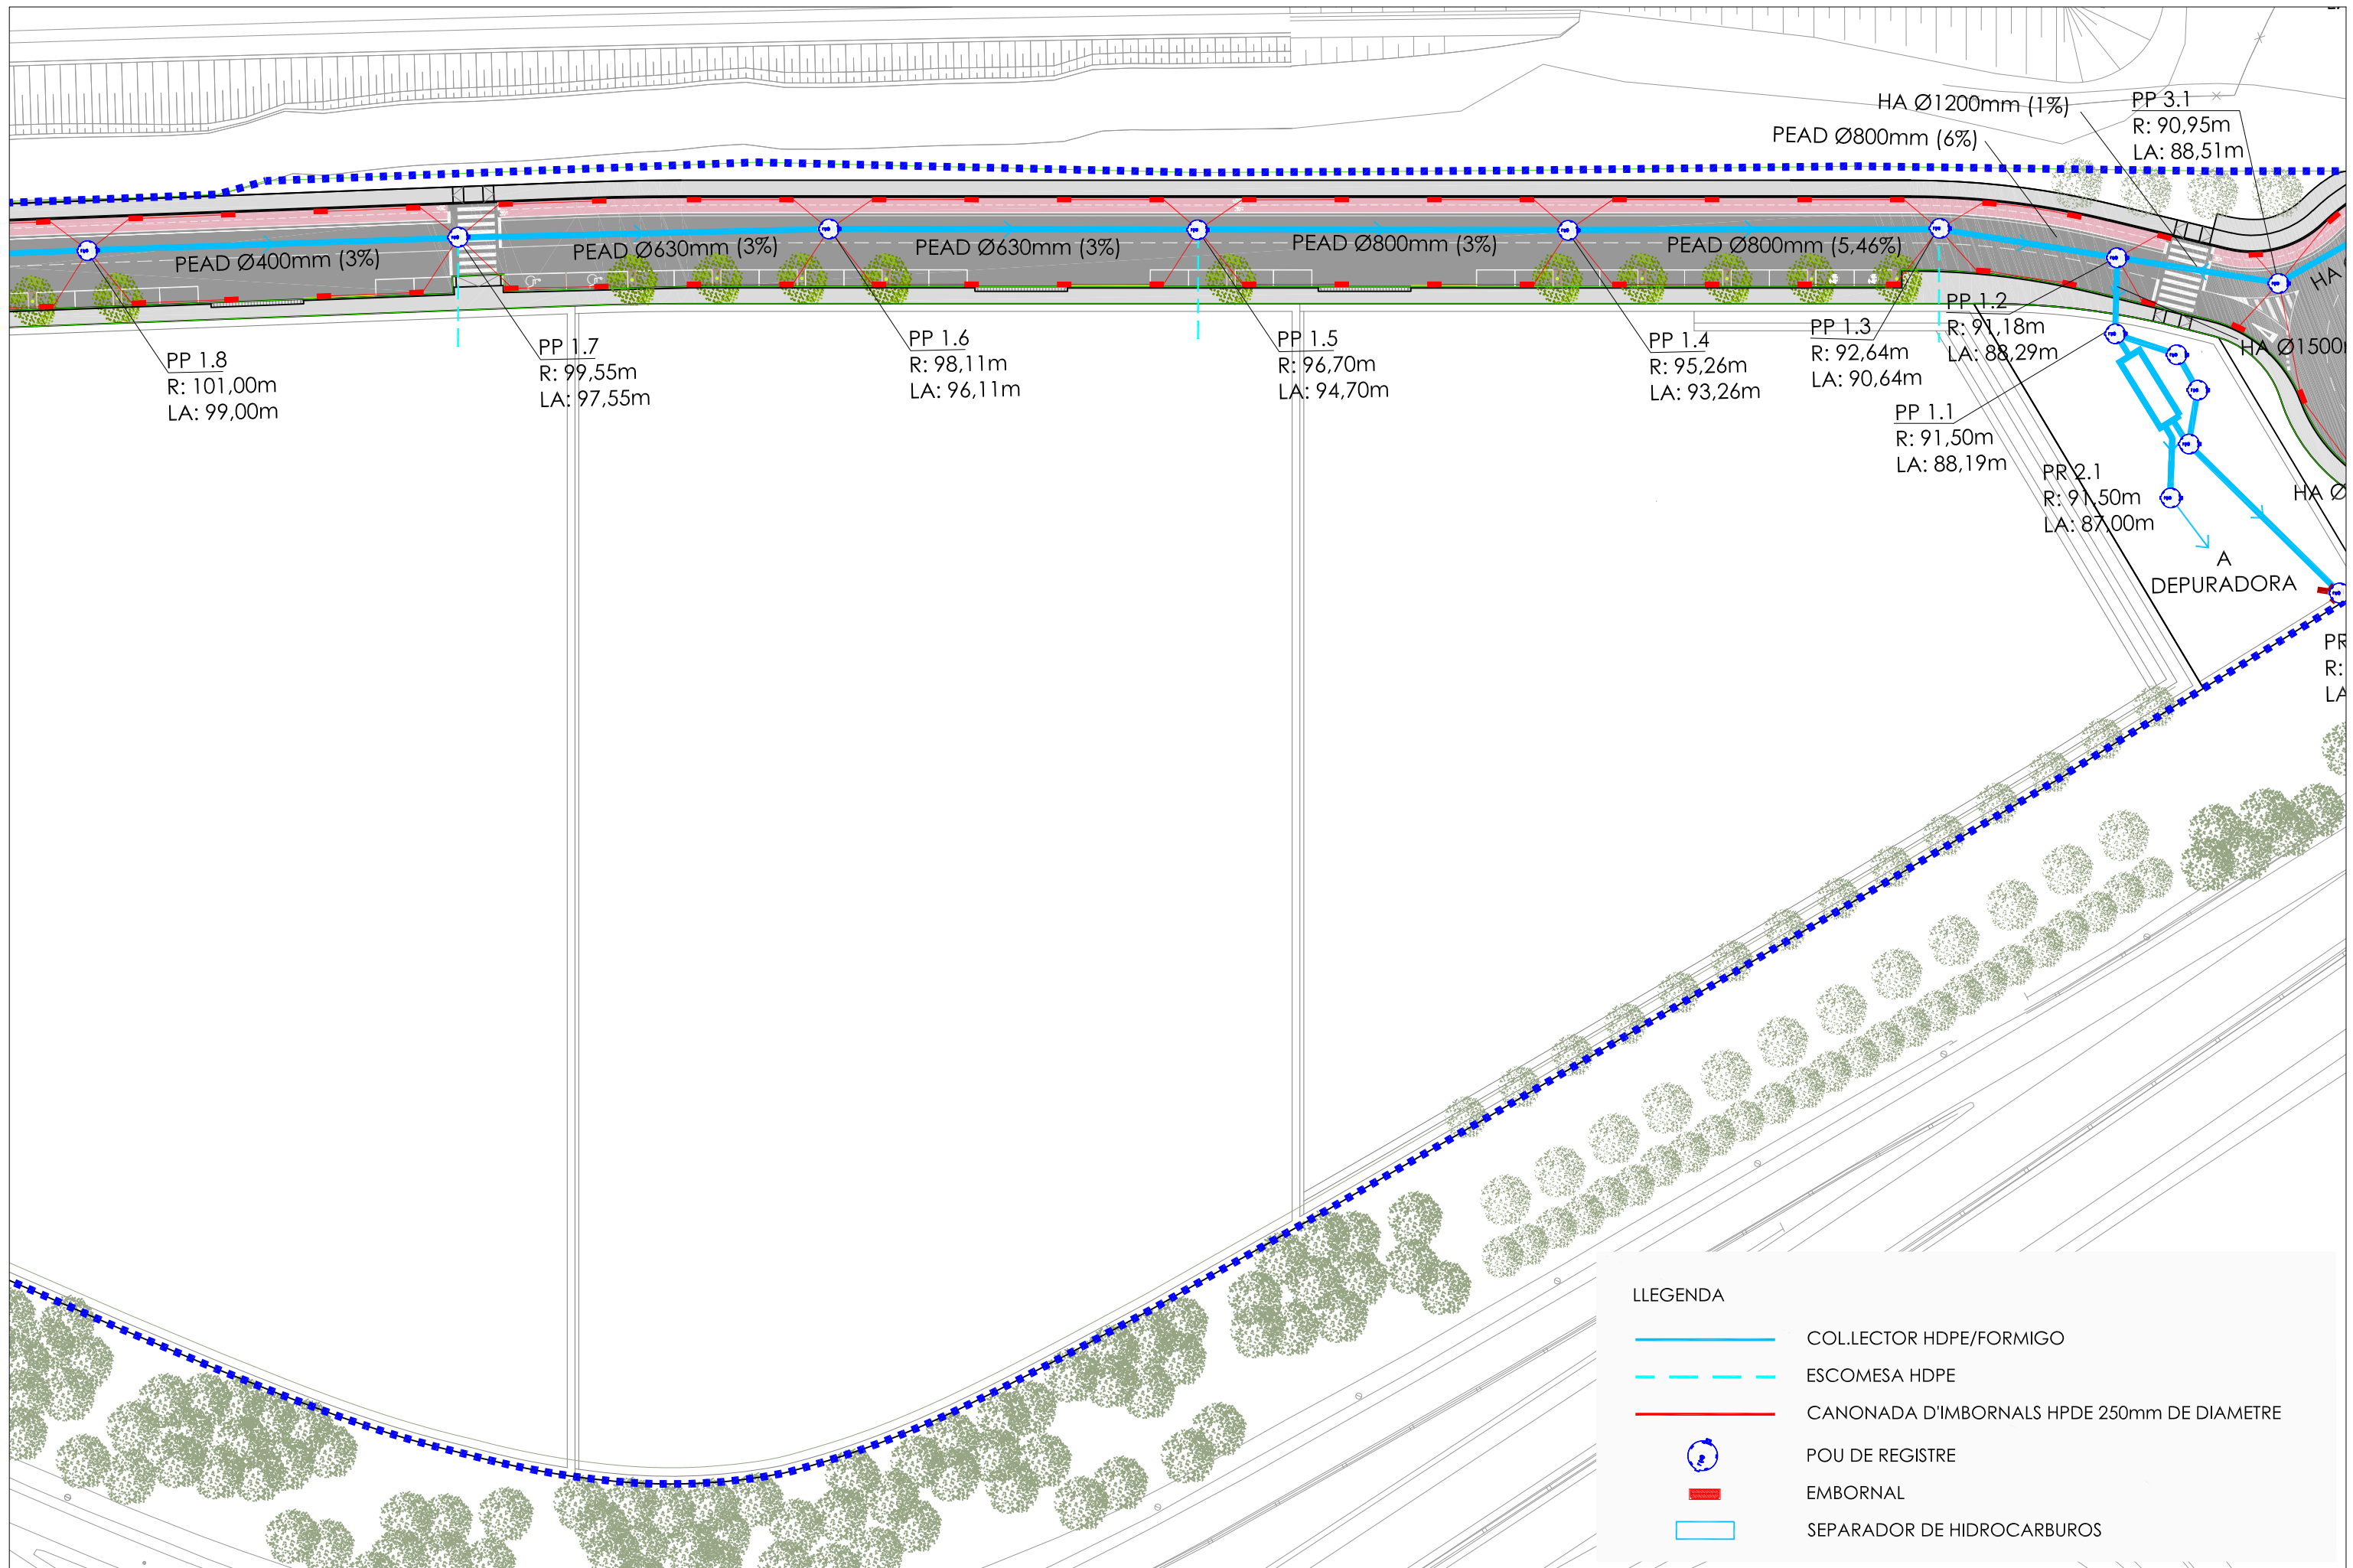 HA Ø1200mm (1%)
PP 3.1
R: 90,95m
LA: 88,51m
PEAD Ø800mm (6%)
PEAD Ø400mm (3%)
PEAD Ø630mm (3%)
PEAD Ø630mm (3%)
PEAD Ø800mm (3%)
PEAD Ø800mm (5,46%)
PP 1.8
R: 101,00m
LA: 99,00m
PP 1.7
R: 99,55m
LA: 97,55m
PP 1.6
R: 98,11m
LA: 96,11m
PP 1.5
R: 96,70m
LA: 94,70m
PP 1.4
R: 95,26m
LA: 93,26m
PP 1.3
R: 92,64m
LA: 90,64m
PP 1.2
R: 91,18m
LA: 88,29m
HA
HA Ø1500
PP 1.1
R: 91,50m
LA: 88,19m
PR 2.1
R: 91,50m
LA: 87,00m
HA Ø
A
DEPURADORA
PR
R:
LA
LLEGENDA
COL.LECTOR HDPE/FORMIGO
ESCOMESA HDPE
CANONADA D'IMBORNALS HPDE 250mm DE DIAMETRE
POU DE REGISTRE
EMBORNAL
SEPARADOR DE HIDROCARBUROS